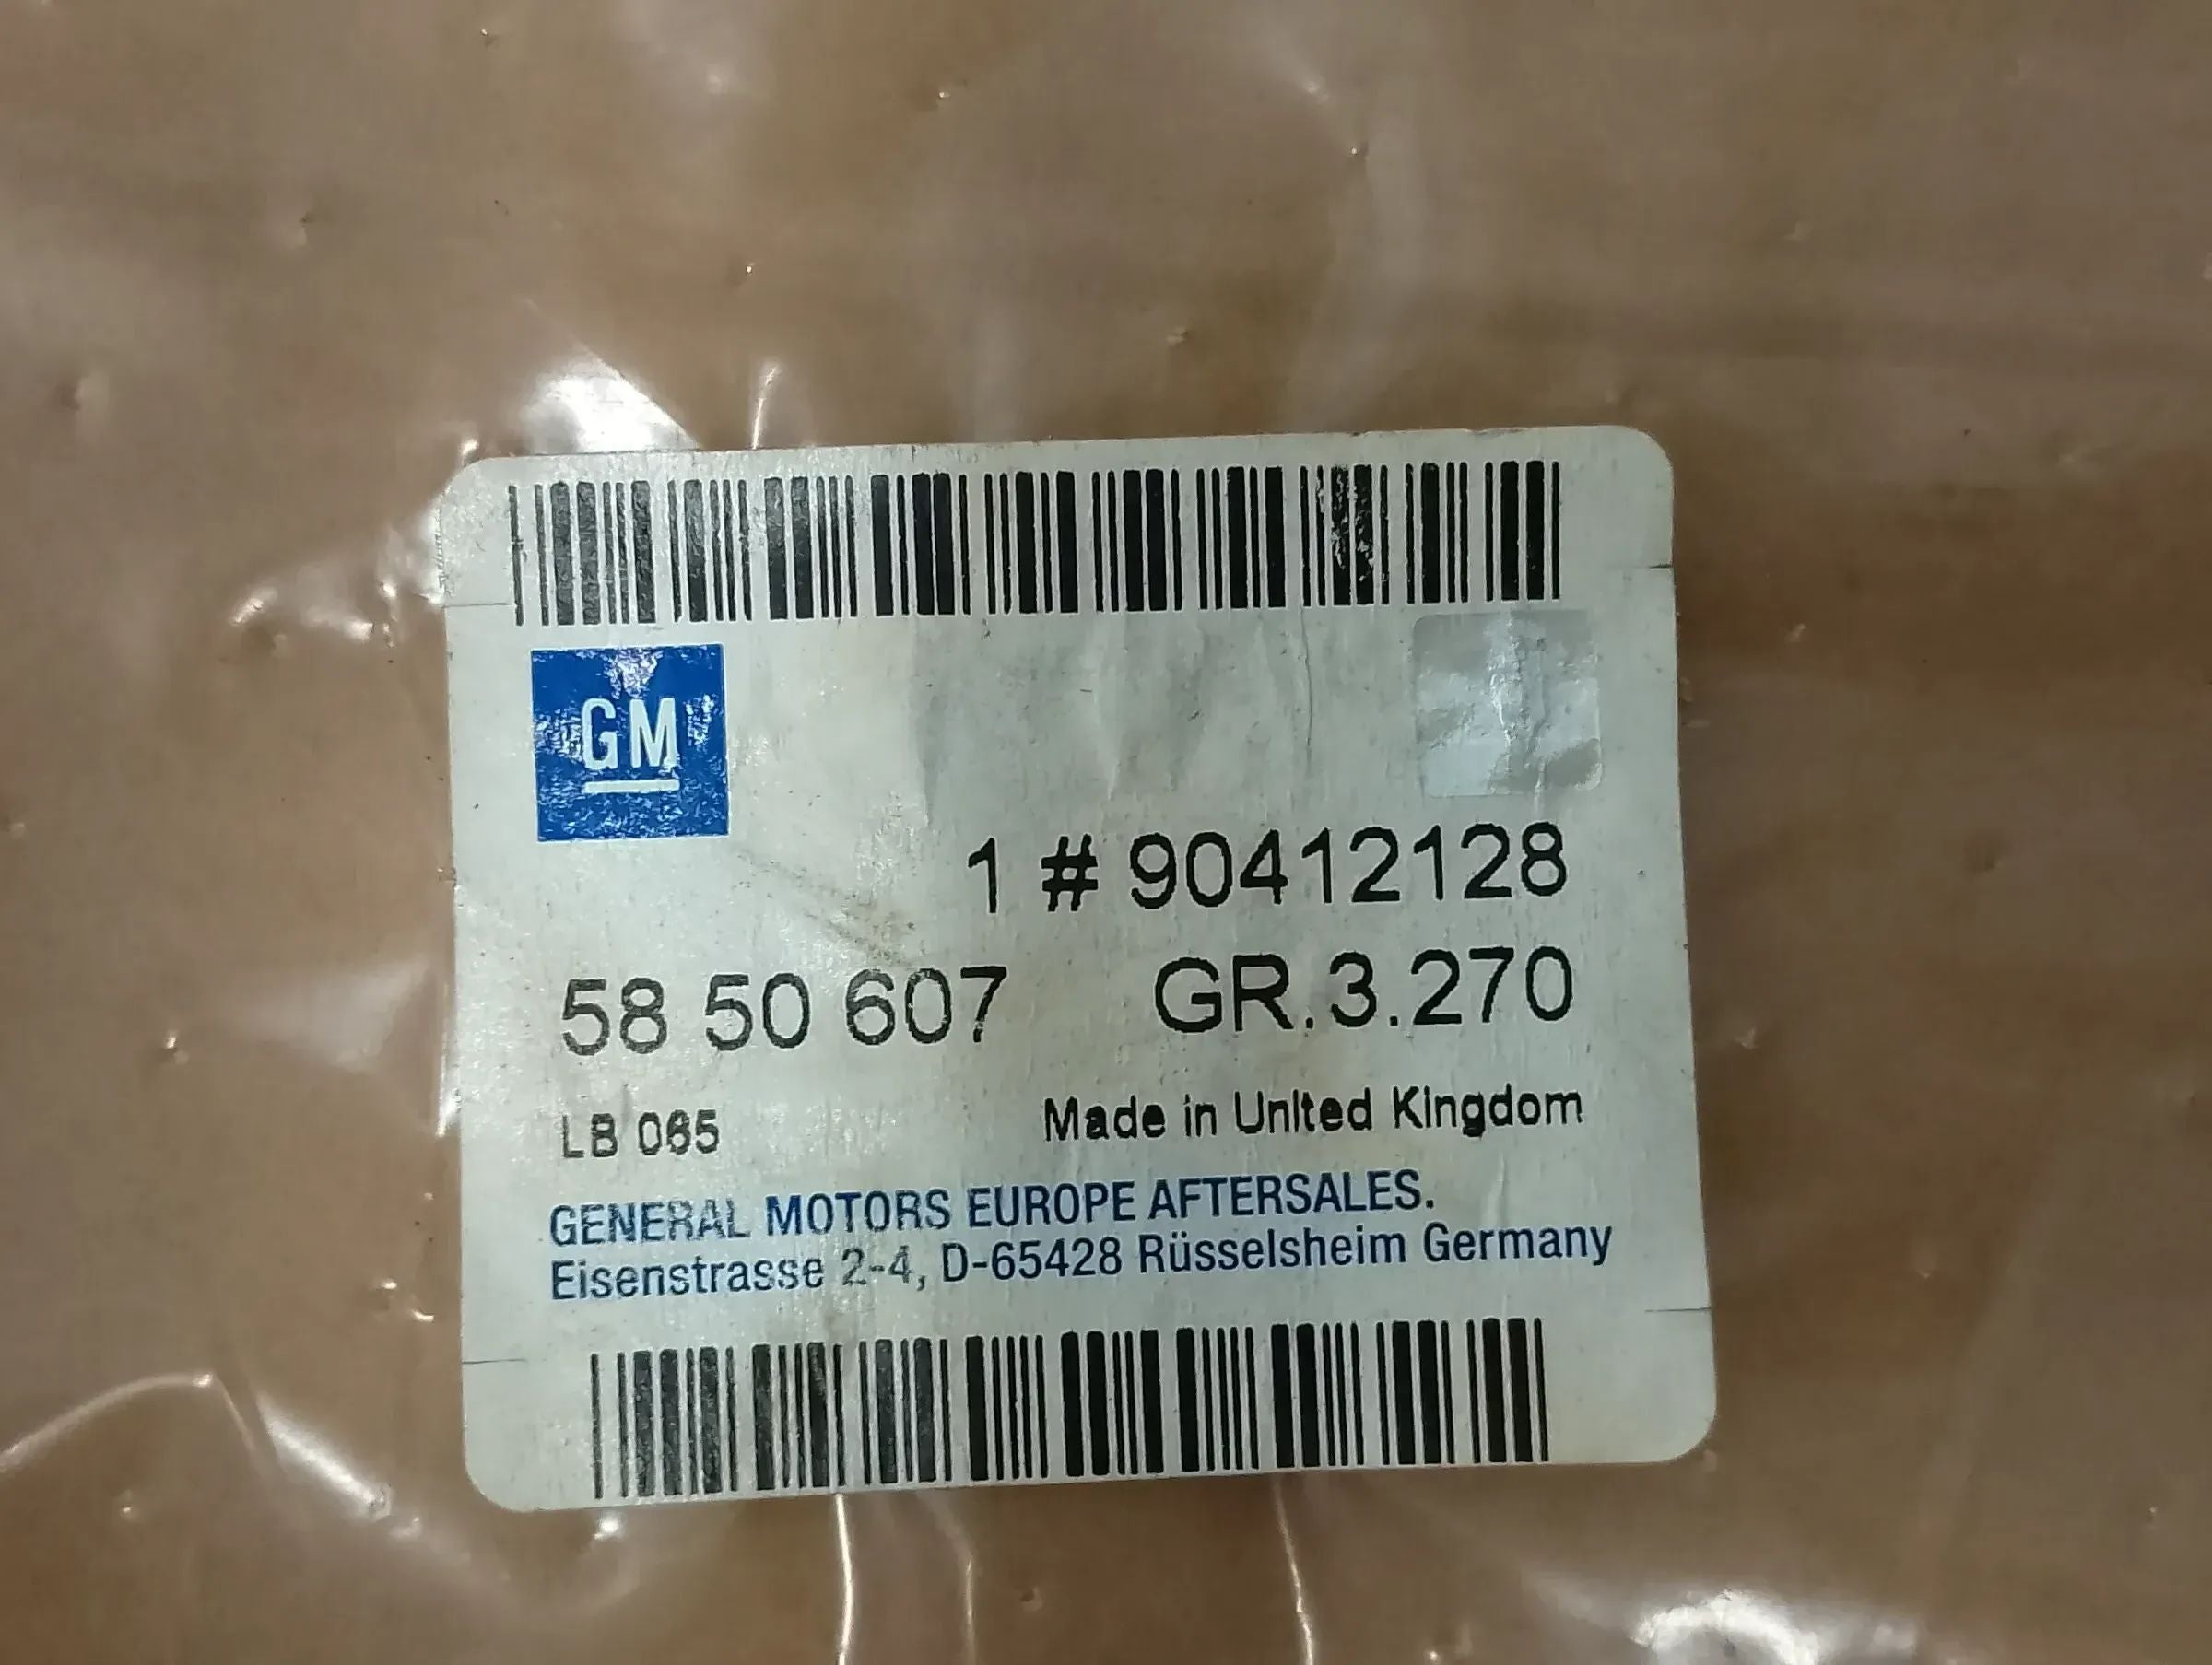 GM
1 # 90412128
58 50 607 GR.3.270
LB 065
Made in United Kingdom
GENERAL MOTORS EUROPE AFTERSALES.
Eisenstrasse 2-4, D-65428 Rüsselsheim Germany